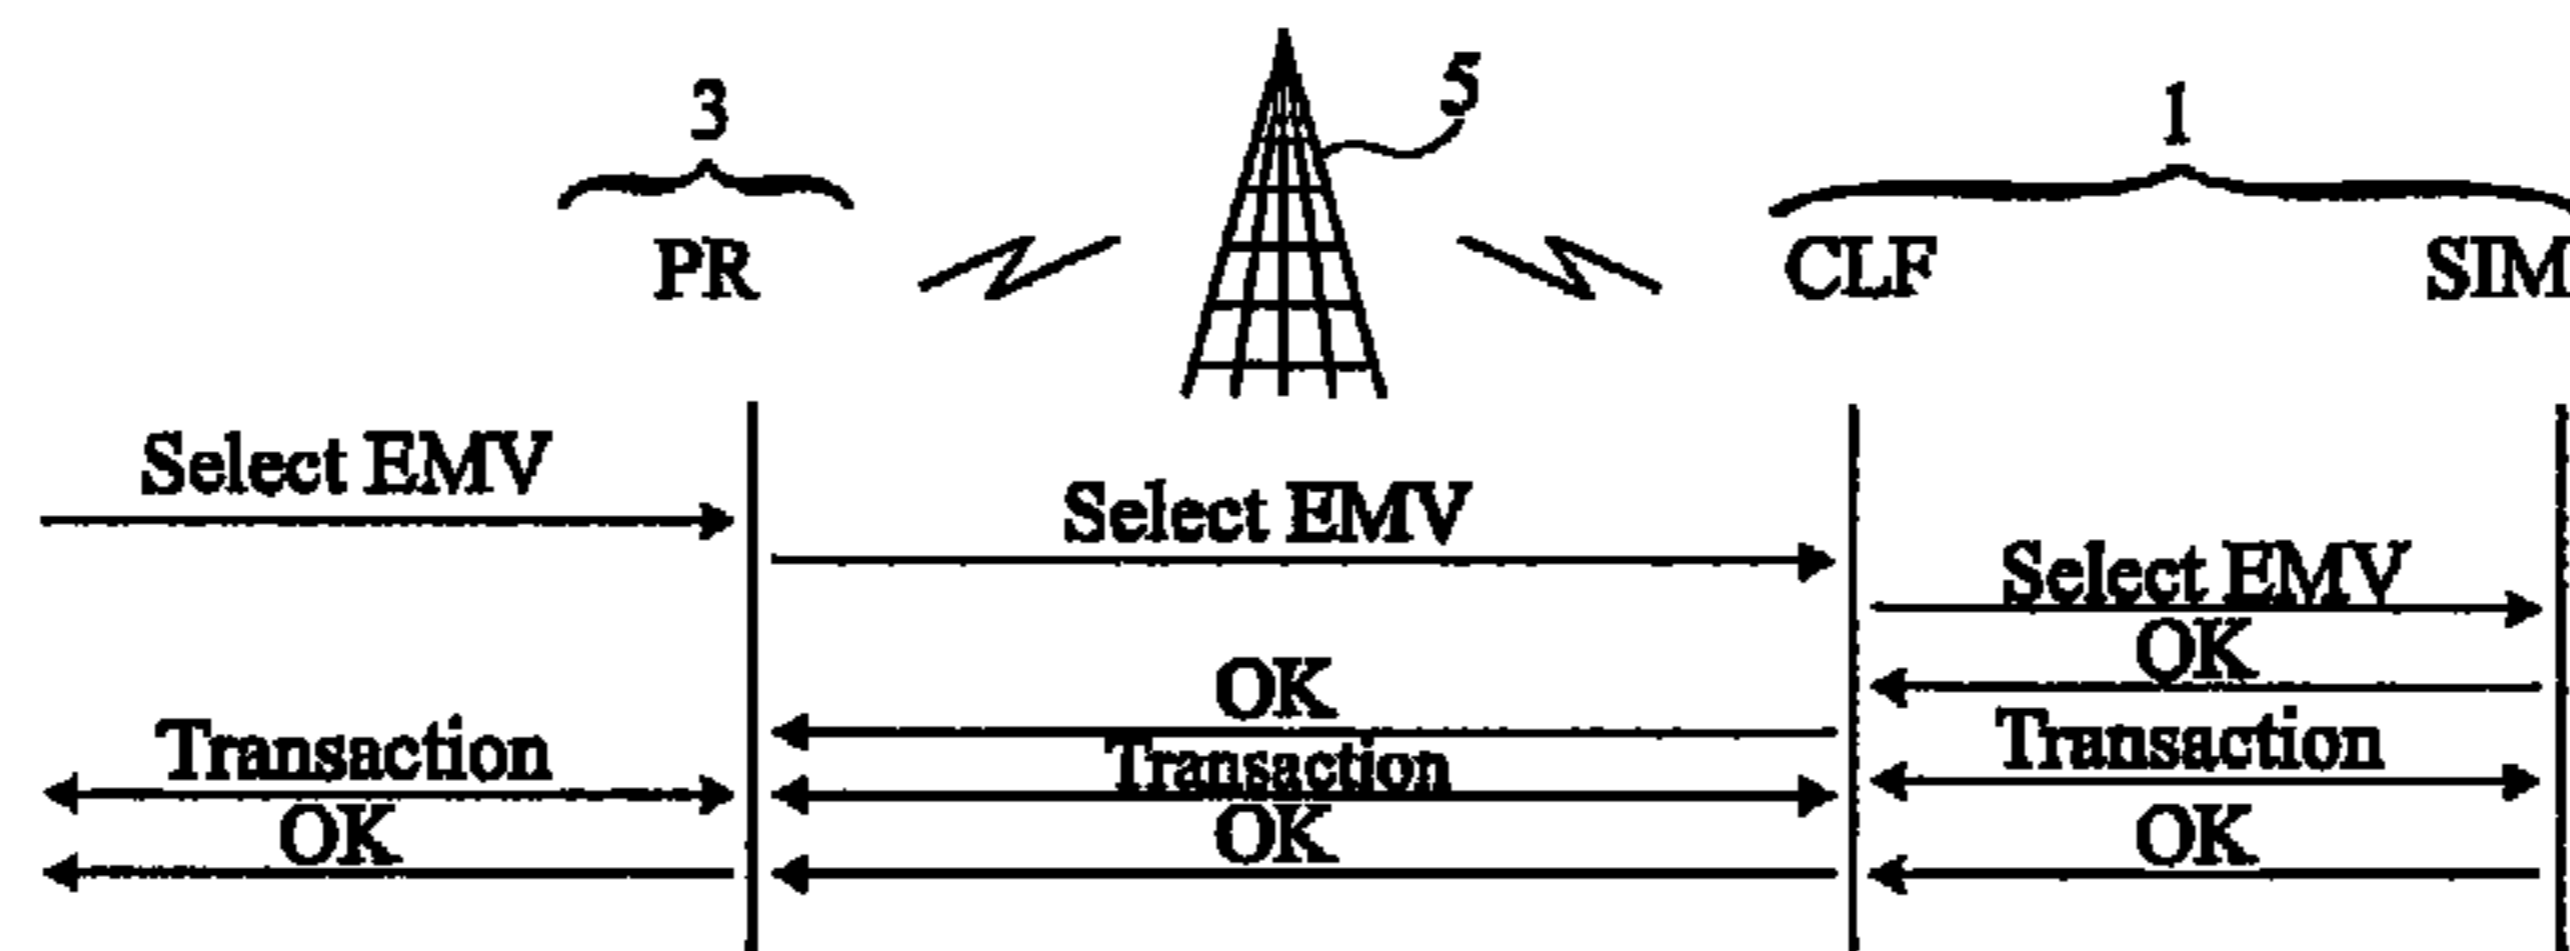 3
5
1
PR
CLF
SIM
Select EMV
Select EMV
Select EMV
OK
OK
Transaction
Transaction
Transaction
OK
OK
OK